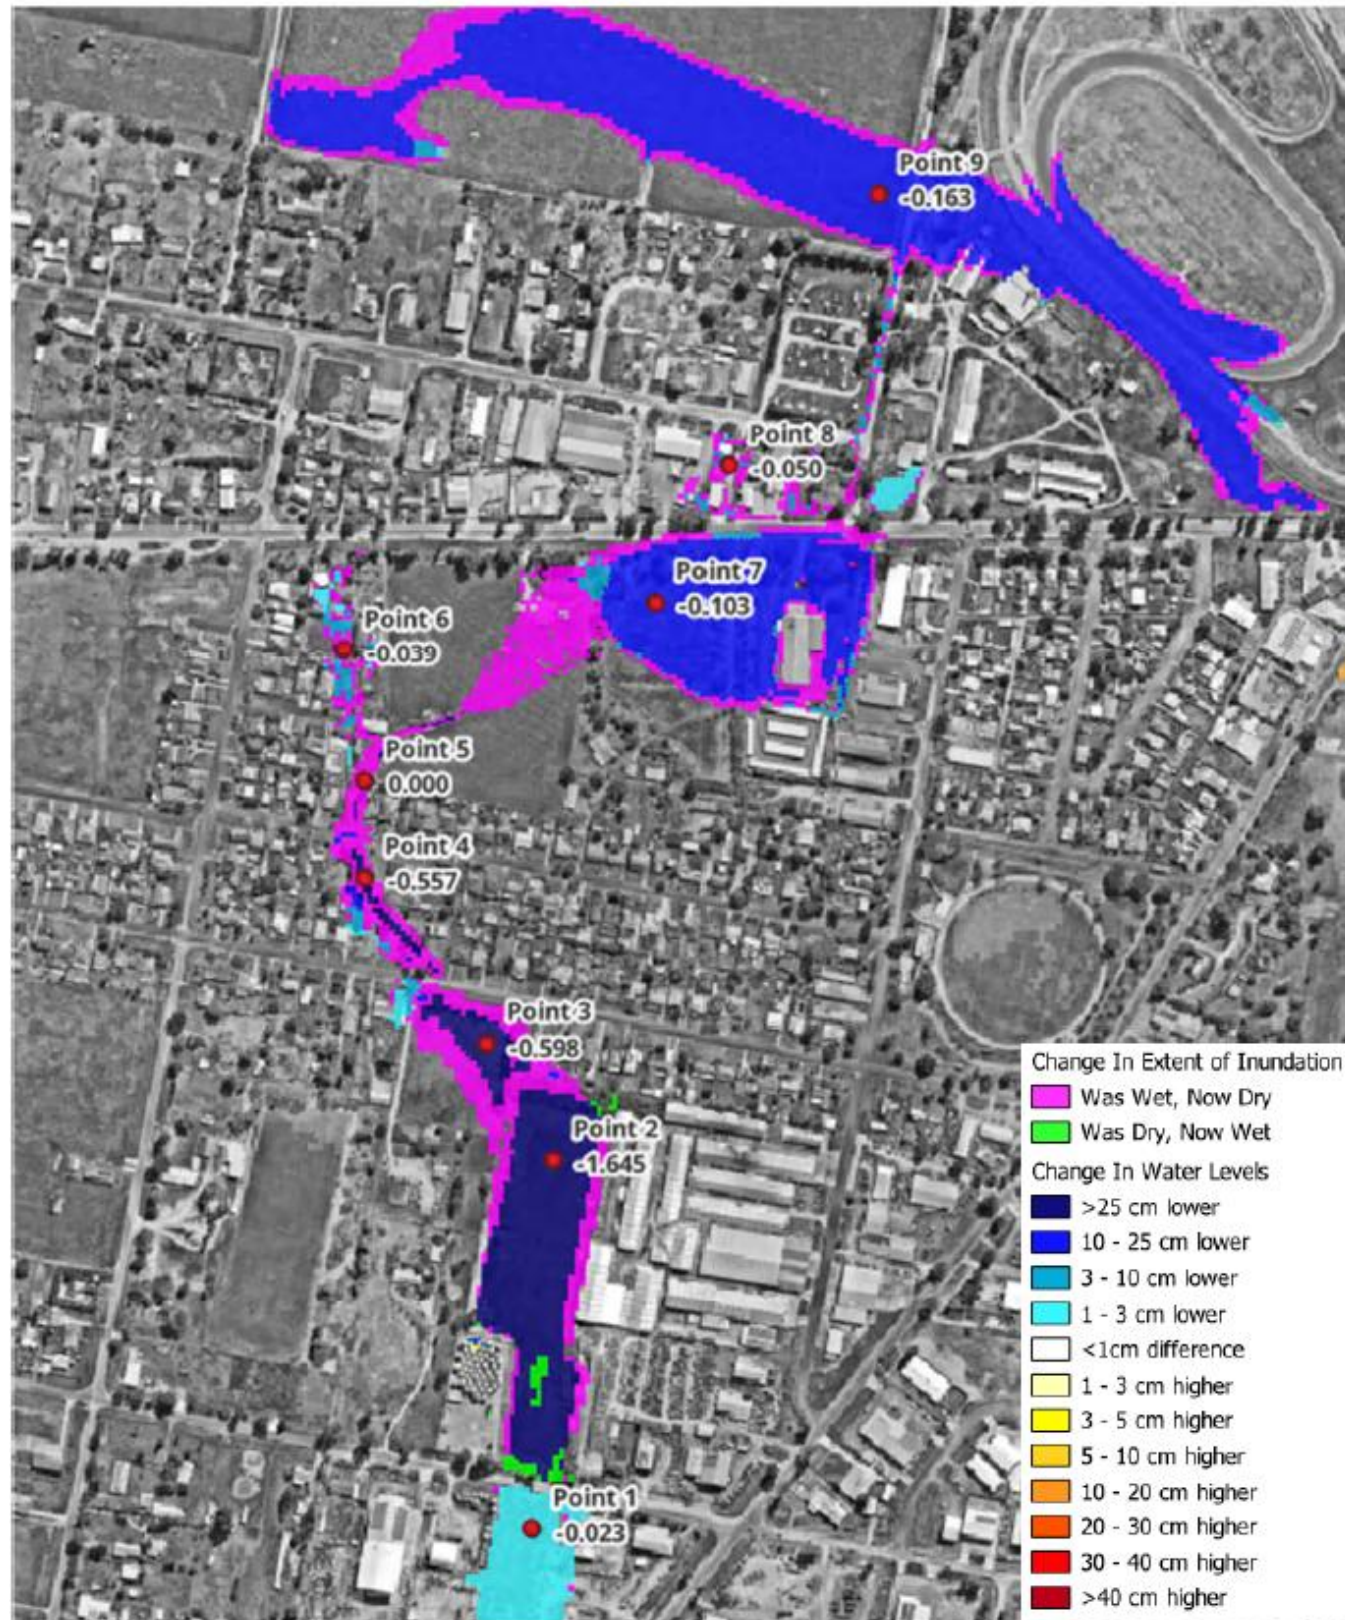 Point 9
-0.163
Point 8
-0.050
Point 7
-0.103
Point 6
-0.039
Point 5
0.000
Point 4
-0.557
Point 3
-0.598
Point 2
-1.645
Point 1
-0.023
Change In Extent of Inundation
Was Wet, Now Dry
Was Dry, Now Wet
Change In Water Levels
>25 cm lower
10 - 25 cm lower
3 - 10 cm lower
1 - 3 cm lower
<1cm difference
1 - 3 cm higher
3 - 5 cm higher
5 - 10 cm higher
10 - 20 cm higher
20 - 30 cm higher
30 - 40 cm higher
>40 cm higher